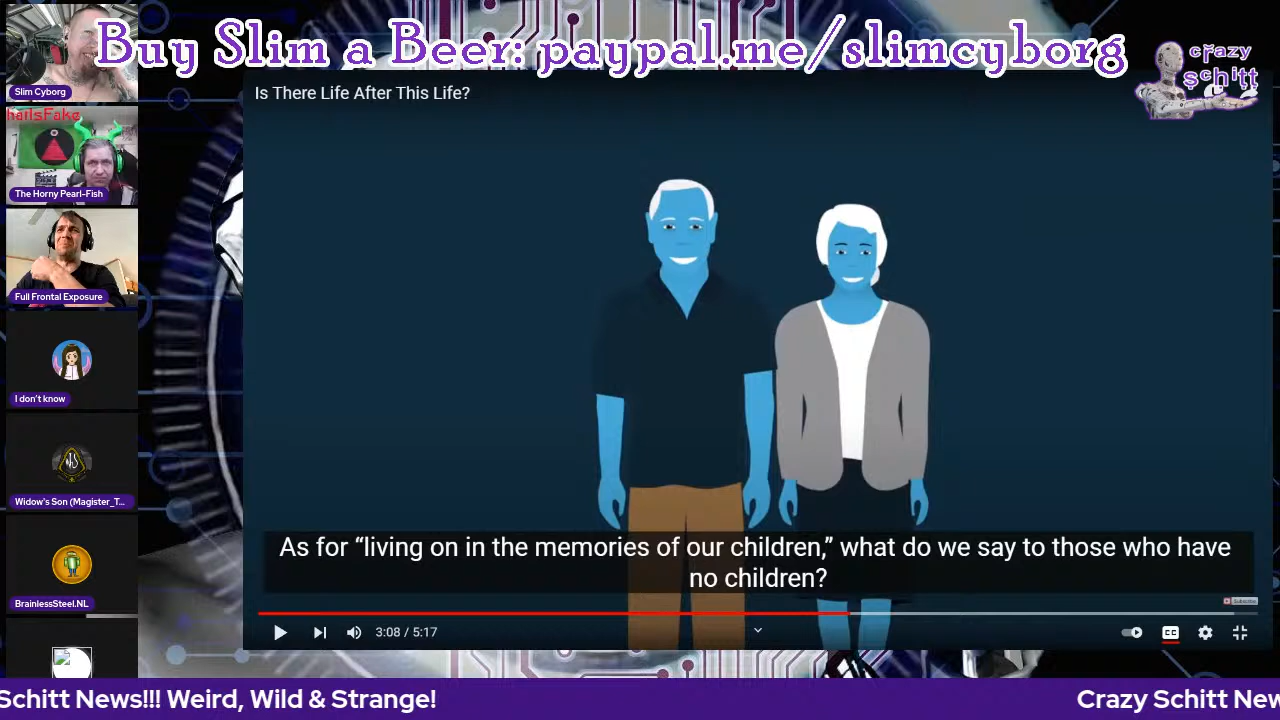 Buy Slim a Beer: paypal.me/slimcyborg
crazy
schitt
Slim Cyborg
Is There Life After This Life?
The Horny Pearl-Fish
Full Frontal Exposure
I don't know
Widow's Son (Magister_T...
BrainlessSteel.NL
As for “living on in the memories of our children,” what do we say to those who have
no children?
Subscribe
3:08 / 5:17
CC
Schitt News!!! Weird, Wild & Strange!
Crazy Schitt New